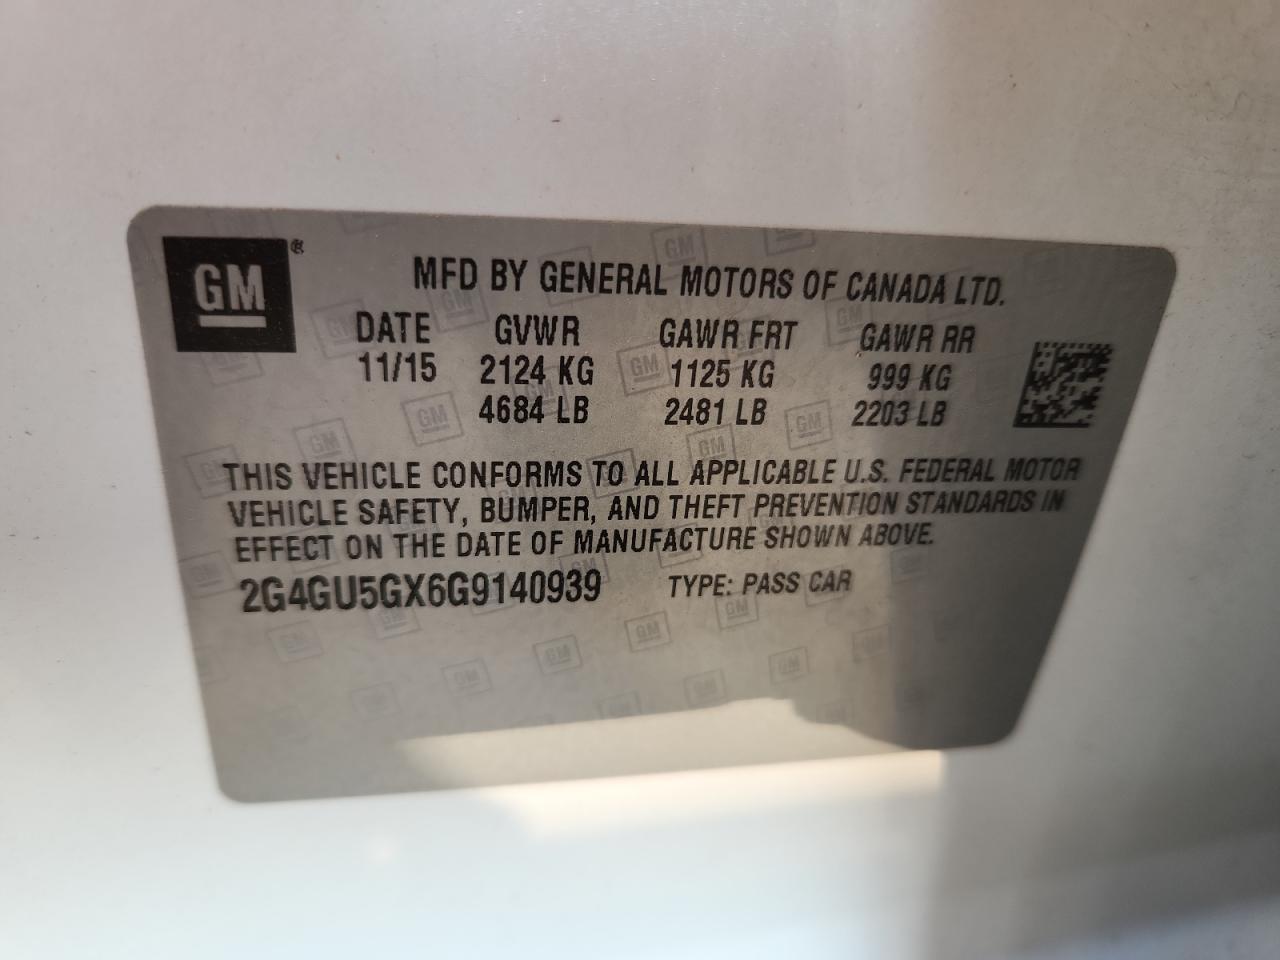 GM ®
MFD BY GENERAL MOTORS OF CANADA LTD.
DATE GVWR GAWR FRT GAWR RR
11/15 2124 KG 1125 KG 999 KG
4684 LB 2481 LB 2203 LB
THIS VEHICLE CONFORMS TO ALL APPLICABLE U.S. FEDERAL MOTOR
VEHICLE SAFETY, BUMPER, AND THEFT PREVENTION STANDARDS IN
EFFECT ON THE DATE OF MANUFACTURE SHOWN ABOVE.
2G4GU5GX6G9140939 TYPE: PASS CAR